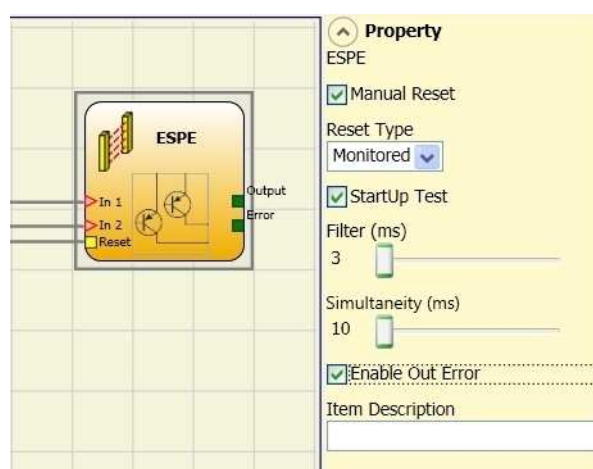 ESPE
In 1
In 2
Reset
Output
Error
Property
ESPE
Manual Reset
Reset Type
Monitored
StartUp Test
Filter (ms)
3
Simultaneity (ms)
10
Enable Out Error
Item Description